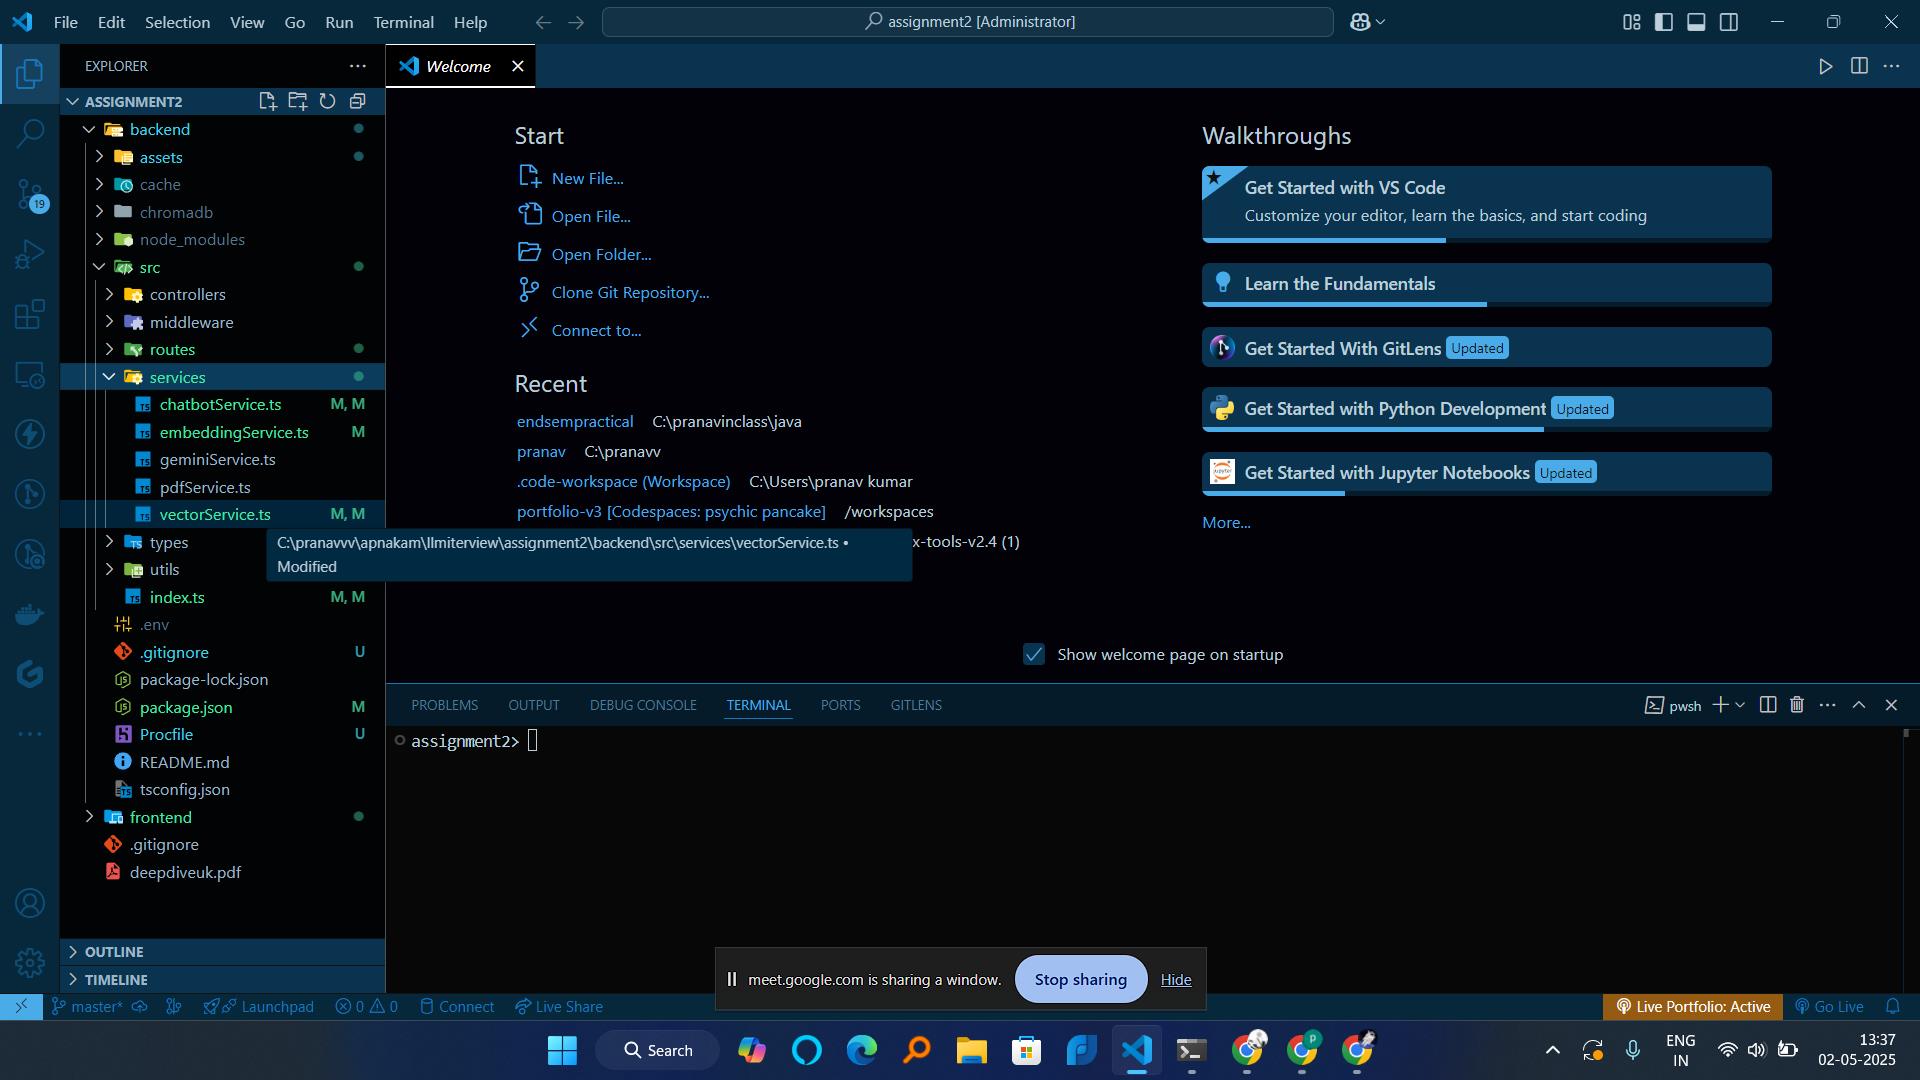 File Edit Selection View Go Run Terminal Help
assignment2 [Administrator]
EXPLORER
Welcome
ASSIGNMENT2
backend
assets
cache
chromadb
node_modules
src
controllers
middleware
routes
services
chatbotService.ts M, M
embeddingService.ts M
geminiService.ts
pdfService.ts
vectorService.ts M, M
types
utils
index.ts M, M
.env
.gitignore U
package-lock.json
package.json M
Procfile U
README.md
tsconfig.json
frontend
.gitignore
deepdiveuk.pdf
OUTLINE
TIMELINE
19
C:\pranavvv\apnakam\llmiterview\assignment2\backend\src\services\vectorService.ts •
Modified
Start
New File...
Open File...
Open Folder...
Clone Git Repository...
Connect to...
Recent
endsempractical C:\pranavinclass\java
pranav C:\pranavv
.code-workspace (Workspace) C:\Users\pranav kumar
portfolio-v3 [Codespaces: psychic pancake] /workspaces
x-tools-v2.4 (1)
Walkthroughs
Get Started with VS Code
Customize your editor, learn the basics, and start coding
Learn the Fundamentals
Get Started With GitLens Updated
Get Started with Python Development Updated
Get Started with Jupyter Notebooks Updated
More...
Show welcome page on startup
PROBLEMS OUTPUT DEBUG CONSOLE TERMINAL PORTS GITLENS
pwsh
assignment2>
meet.google.com is sharing a window. Stop sharing Hide
master* Launchpad 0 0 Connect Live Share
Live Portfolio: Active Go Live
Search
ENG
IN
13:37
02-05-2025